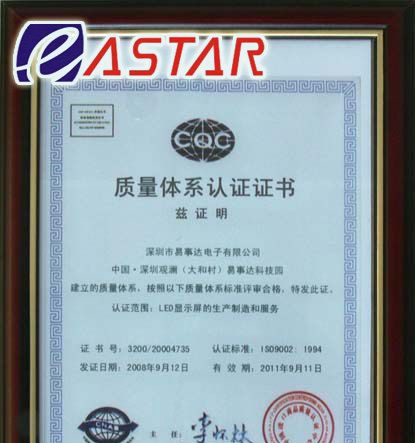 EASTAR
CQC
质量体系认证证书
兹证明
深圳市易事达电子有限公司
中国·深圳观澜(大和村)易事达科技园
建立的质量体系，按照以下质量体系标准评审合格，特发此证。
认证范围：LED显示屏的生产制造和服务
证 书 号：3200/20004735 认证标准：ISO9002: 1994
发证日期：2008年9月12日 有 效 期：2011年9月11日
主 任：